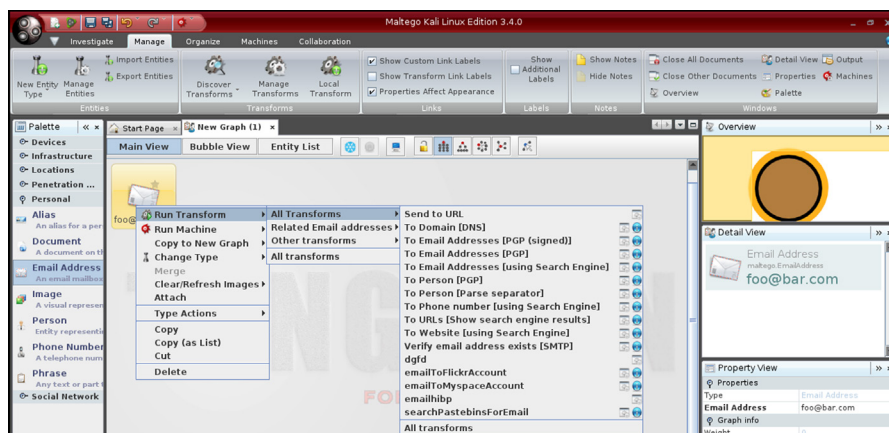 Maltego Kali Linux Edition 3.4.0
Investigate Manage Organize Machines Collaboration
New Entity Type
Manage Entities
Import Entities
Export Entities
Entities
Discover Transforms
Manage Transforms
Local Transform
Transforms
Show Custom Link Labels
Show Transform Link Labels
Properties Affect Appearance
Links
Show Additional Labels
Labels
Show Notes
Hide Notes
Notes
Close All Documents
Close Other Documents
Overview
Detail View
Properties
Palette
Output
Machines
Windows
Palette
Devices
Infrastructure
Locations
Penetration ...
Personal
Alias
An alias for a per
Document
A document on th
Email Address
An email mailbox
Image
A visual represen
Person
Entity representi
Phone Number
A telephone num
Phrase
Any text or part t
Social Network
Start Page
New Graph (1)
Main View
Bubble View
Entity List
foo@
Run Transform
Run Machine
Copy to New Graph
Change Type
Merge
Clear/Refresh Images
Attach
Type Actions
Copy
Copy (as List)
Cut
Delete
All Transforms
Related Email addresses
Other transforms
All transforms
Send to URL
To Domain [DNS]
To Email Addresses [PGP (signed)]
To Email Addresses [PGP]
To Email Addresses [using Search Engine]
To Person [PGP]
To Person [Parse separator]
To Phone number [using Search Engine]
To URLs [Show search engine results]
To Website [using Search Engine]
Verify email address exists [SMTP]
dgfd
emailToFlickrAccount
emailToMyspaceAccount
emailhibp
searchPastebinsForEmail
All transforms
Overview
Detail View
Email Address
maltego.EmailAddress
foo@bar.com
Property View
Properties
Type Email Address
Email Address foo@bar.com
Graph info
Weight 0